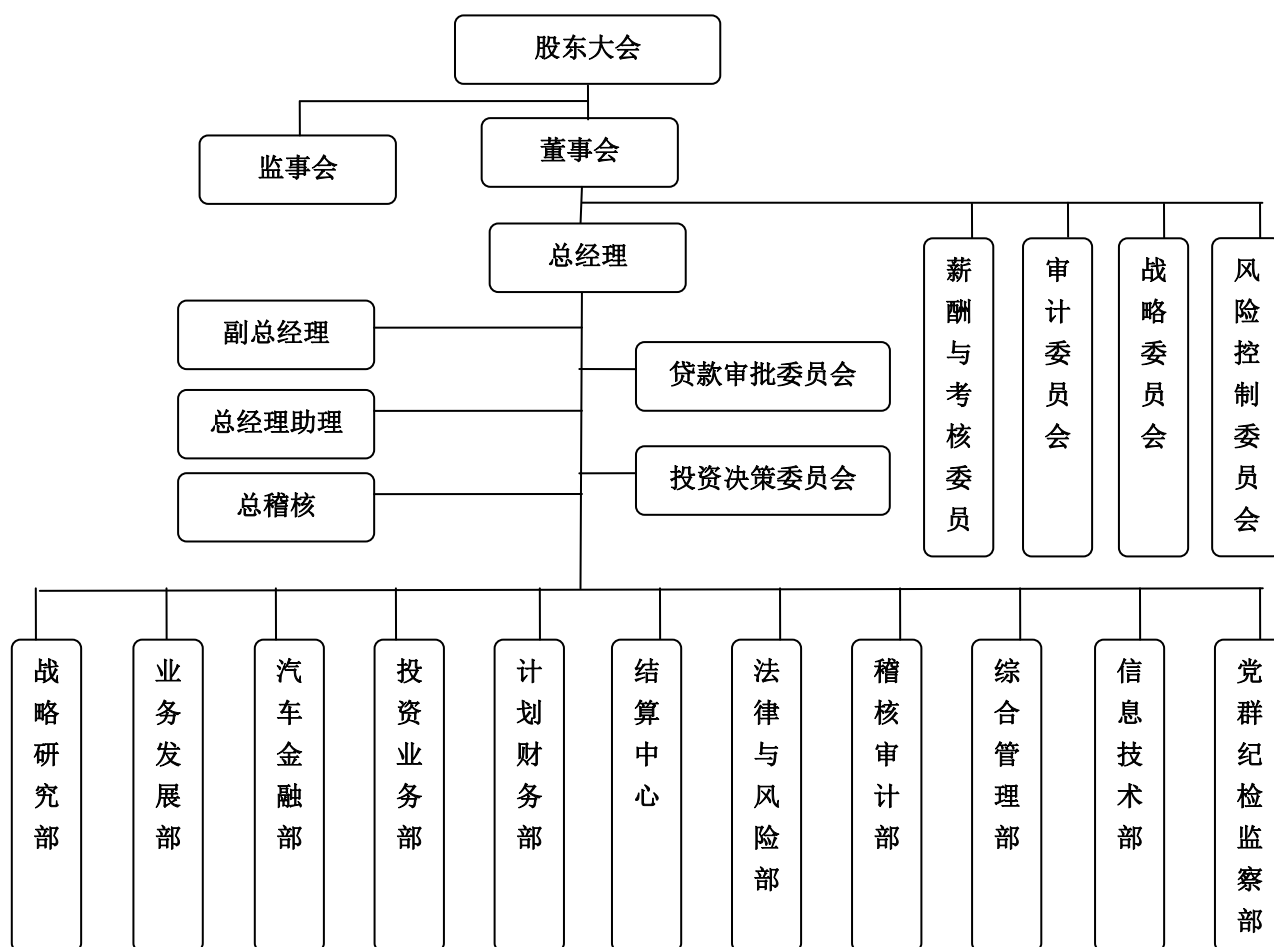 股东大会
监事会
董事会
总经理
薪酬与考核委员
审计委员会
战略委员会
风险控制委员会
副总经理
贷款审批委员会
总经理助理
投资决策委员会
总稽核
战略研究部
业务发展部
汽车金融部
投资业务部
计划财务部
结算中心
法律与风险部
稽核审计部
综合管理部
信息技术部
党群纪检监察部